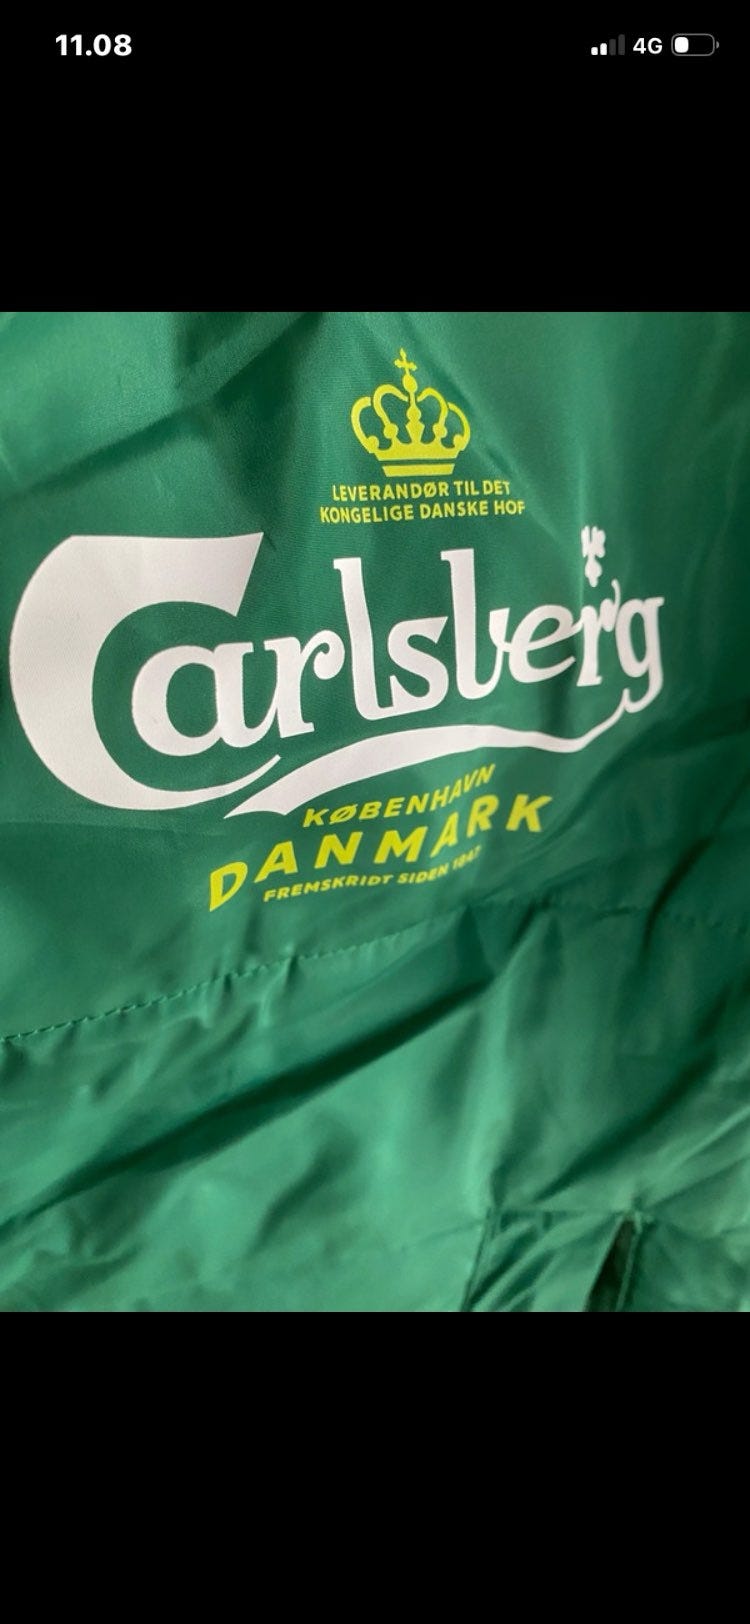 11.08
4G
LEVERANDØR TIL DET
KONGELIGE DANSKE HOF
Carlsberg
KØBENHAVN
DANMARK
FREMSKRIDT SIDEN 1847